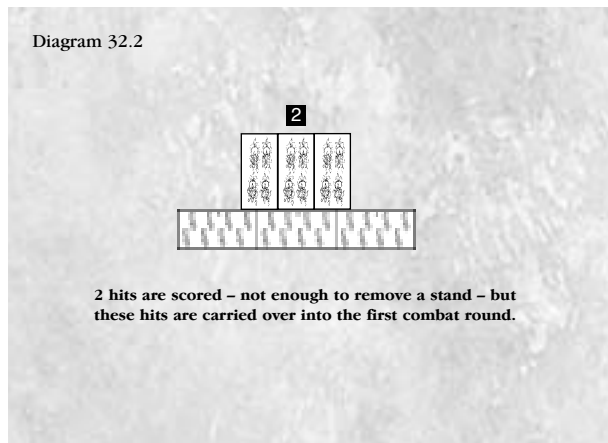 Diagram 32.2
2
2 hits are scored – not enough to remove a stand – but
these hits are carried over into the first combat round.